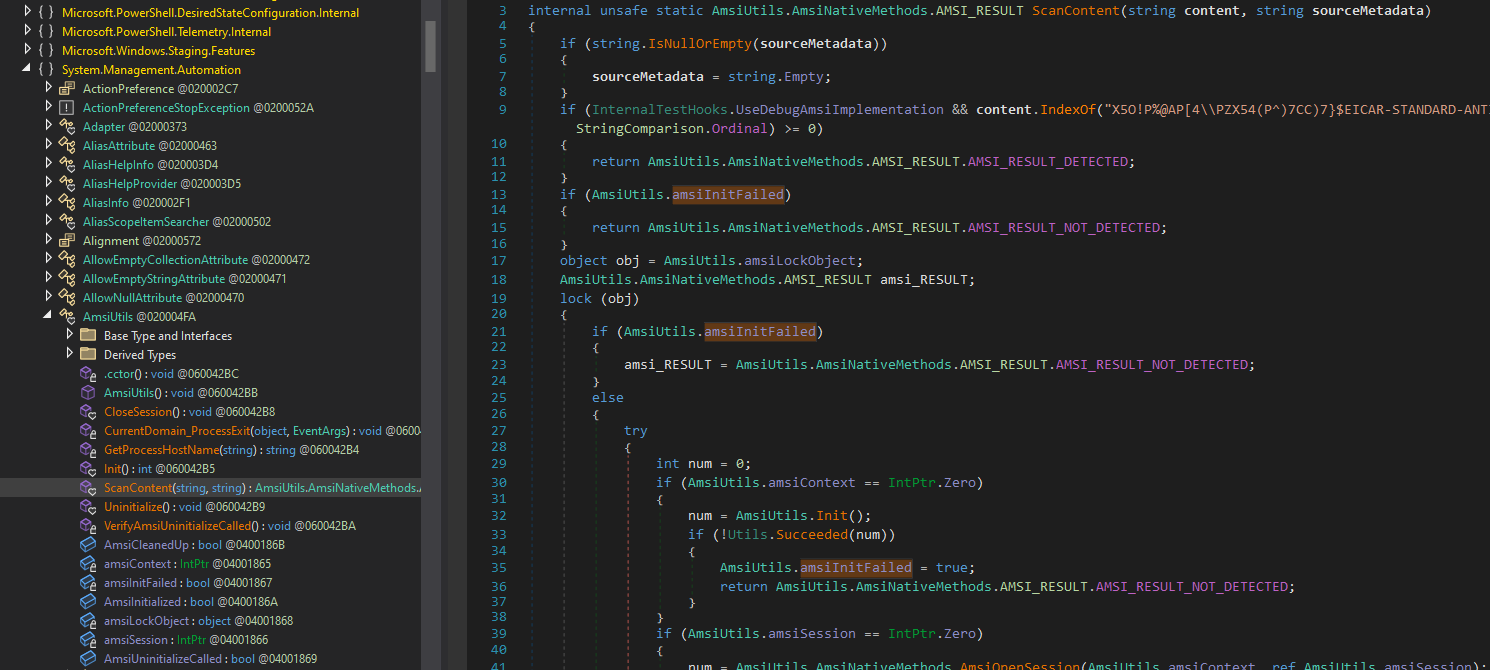 Microsoft.PowerShell.DesiredStateConfiguration.Internal
{ } Microsoft.PowerShell.Telemetry.Internal
{ } Microsoft.Windows.Staging.Features
{ } System.Management.Automation
ActionPreference @020002C7
ActionPreferenceStopException @0200052A
Adapter @02000373
AliasAttribute @02000463
AliasHelpInfo @020003D4
AliasHelpProvider @020003D5
AliasInfo @020002F1
AliasScopeItemSearcher @02000502
Alignment @02000572
AllowEmptyCollectionAttribute @02000472
AllowEmptyStringAttribute @02000471
AllowNullAttribute @02000470
AmsiUtils @020004FA
Base Type and Interfaces
Derived Types
.cctor() : void @060042BC
AmsiUtils() : void @060042BB
CloseSession() : void @060042B8
CurrentDomain_ProcessExit(object, EventArgs) : void @0600
GetProcessHostName(string) : string @060042B4
Init() : int @060042B5
ScanContent(string, string) : AmsiUtils.AmsiNativeMethods.A
Uninitialize() : void @060042B9
VerifyAmsiUninitializeCalled() : void @060042BA
AmsiCleanedUp : bool @0400186B
amsiContext : IntPtr @04001865
amsiInitFailed : bool @04001867
AmsiInitialized : bool @0400186A
amsiLockObject : object @04001868
amsiSession : IntPtr @04001866
AmsiUninitializeCalled : bool @04001869
3 internal unsafe static AmsiUtils.AmsiNativeMethods.AMSI_RESULT ScanContent(string content, string sourceMetadata)
4 {
5 if (string.IsNullOrEmpty(sourceMetadata))
6 {
7 sourceMetadata = string.Empty;
8 }
9 if (InternalTestHooks.UseDebugAmsiImplementation && content.IndexOf("X5O!P%@AP[4\\PZX54(P^)7CC)7}$EICAR-STANDARD-ANT
StringComparison.Ordinal) >= 0)
10 {
11 return AmsiUtils.AmsiNativeMethods.AMSI_RESULT.AMSI_RESULT_DETECTED;
12 }
13 if (AmsiUtils.amsiInitFailed)
14 {
15 return AmsiUtils.AmsiNativeMethods.AMSI_RESULT.AMSI_RESULT_NOT_DETECTED;
16 }
17 object obj = AmsiUtils.amsiLockObject;
18 AmsiUtils.AmsiNativeMethods.AMSI_RESULT amsi_RESULT;
19 lock (obj)
20 {
21 if (AmsiUtils.amsiInitFailed)
22 {
23 amsi_RESULT = AmsiUtils.AmsiNativeMethods.AMSI_RESULT.AMSI_RESULT_NOT_DETECTED;
24 }
25 else
26 {
27 try
28 {
29 int num = 0;
30 if (AmsiUtils.amsiContext == IntPtr.Zero)
31 {
32 num = AmsiUtils.Init();
33 if (!Utils.Succeeded(num))
34 {
35 AmsiUtils.amsiInitFailed = true;
36 return AmsiUtils.AmsiNativeMethods.AMSI_RESULT.AMSI_RESULT_NOT_DETECTED;
37 }
38 }
39 if (AmsiUtils.amsiSession == IntPtr.Zero)
40 {
41 num = AmsiUtils.AmsiNativeMethods.AmsiOpenSession(AmsiUtils.amsiContext, ref AmsiUtils.amsiSession);